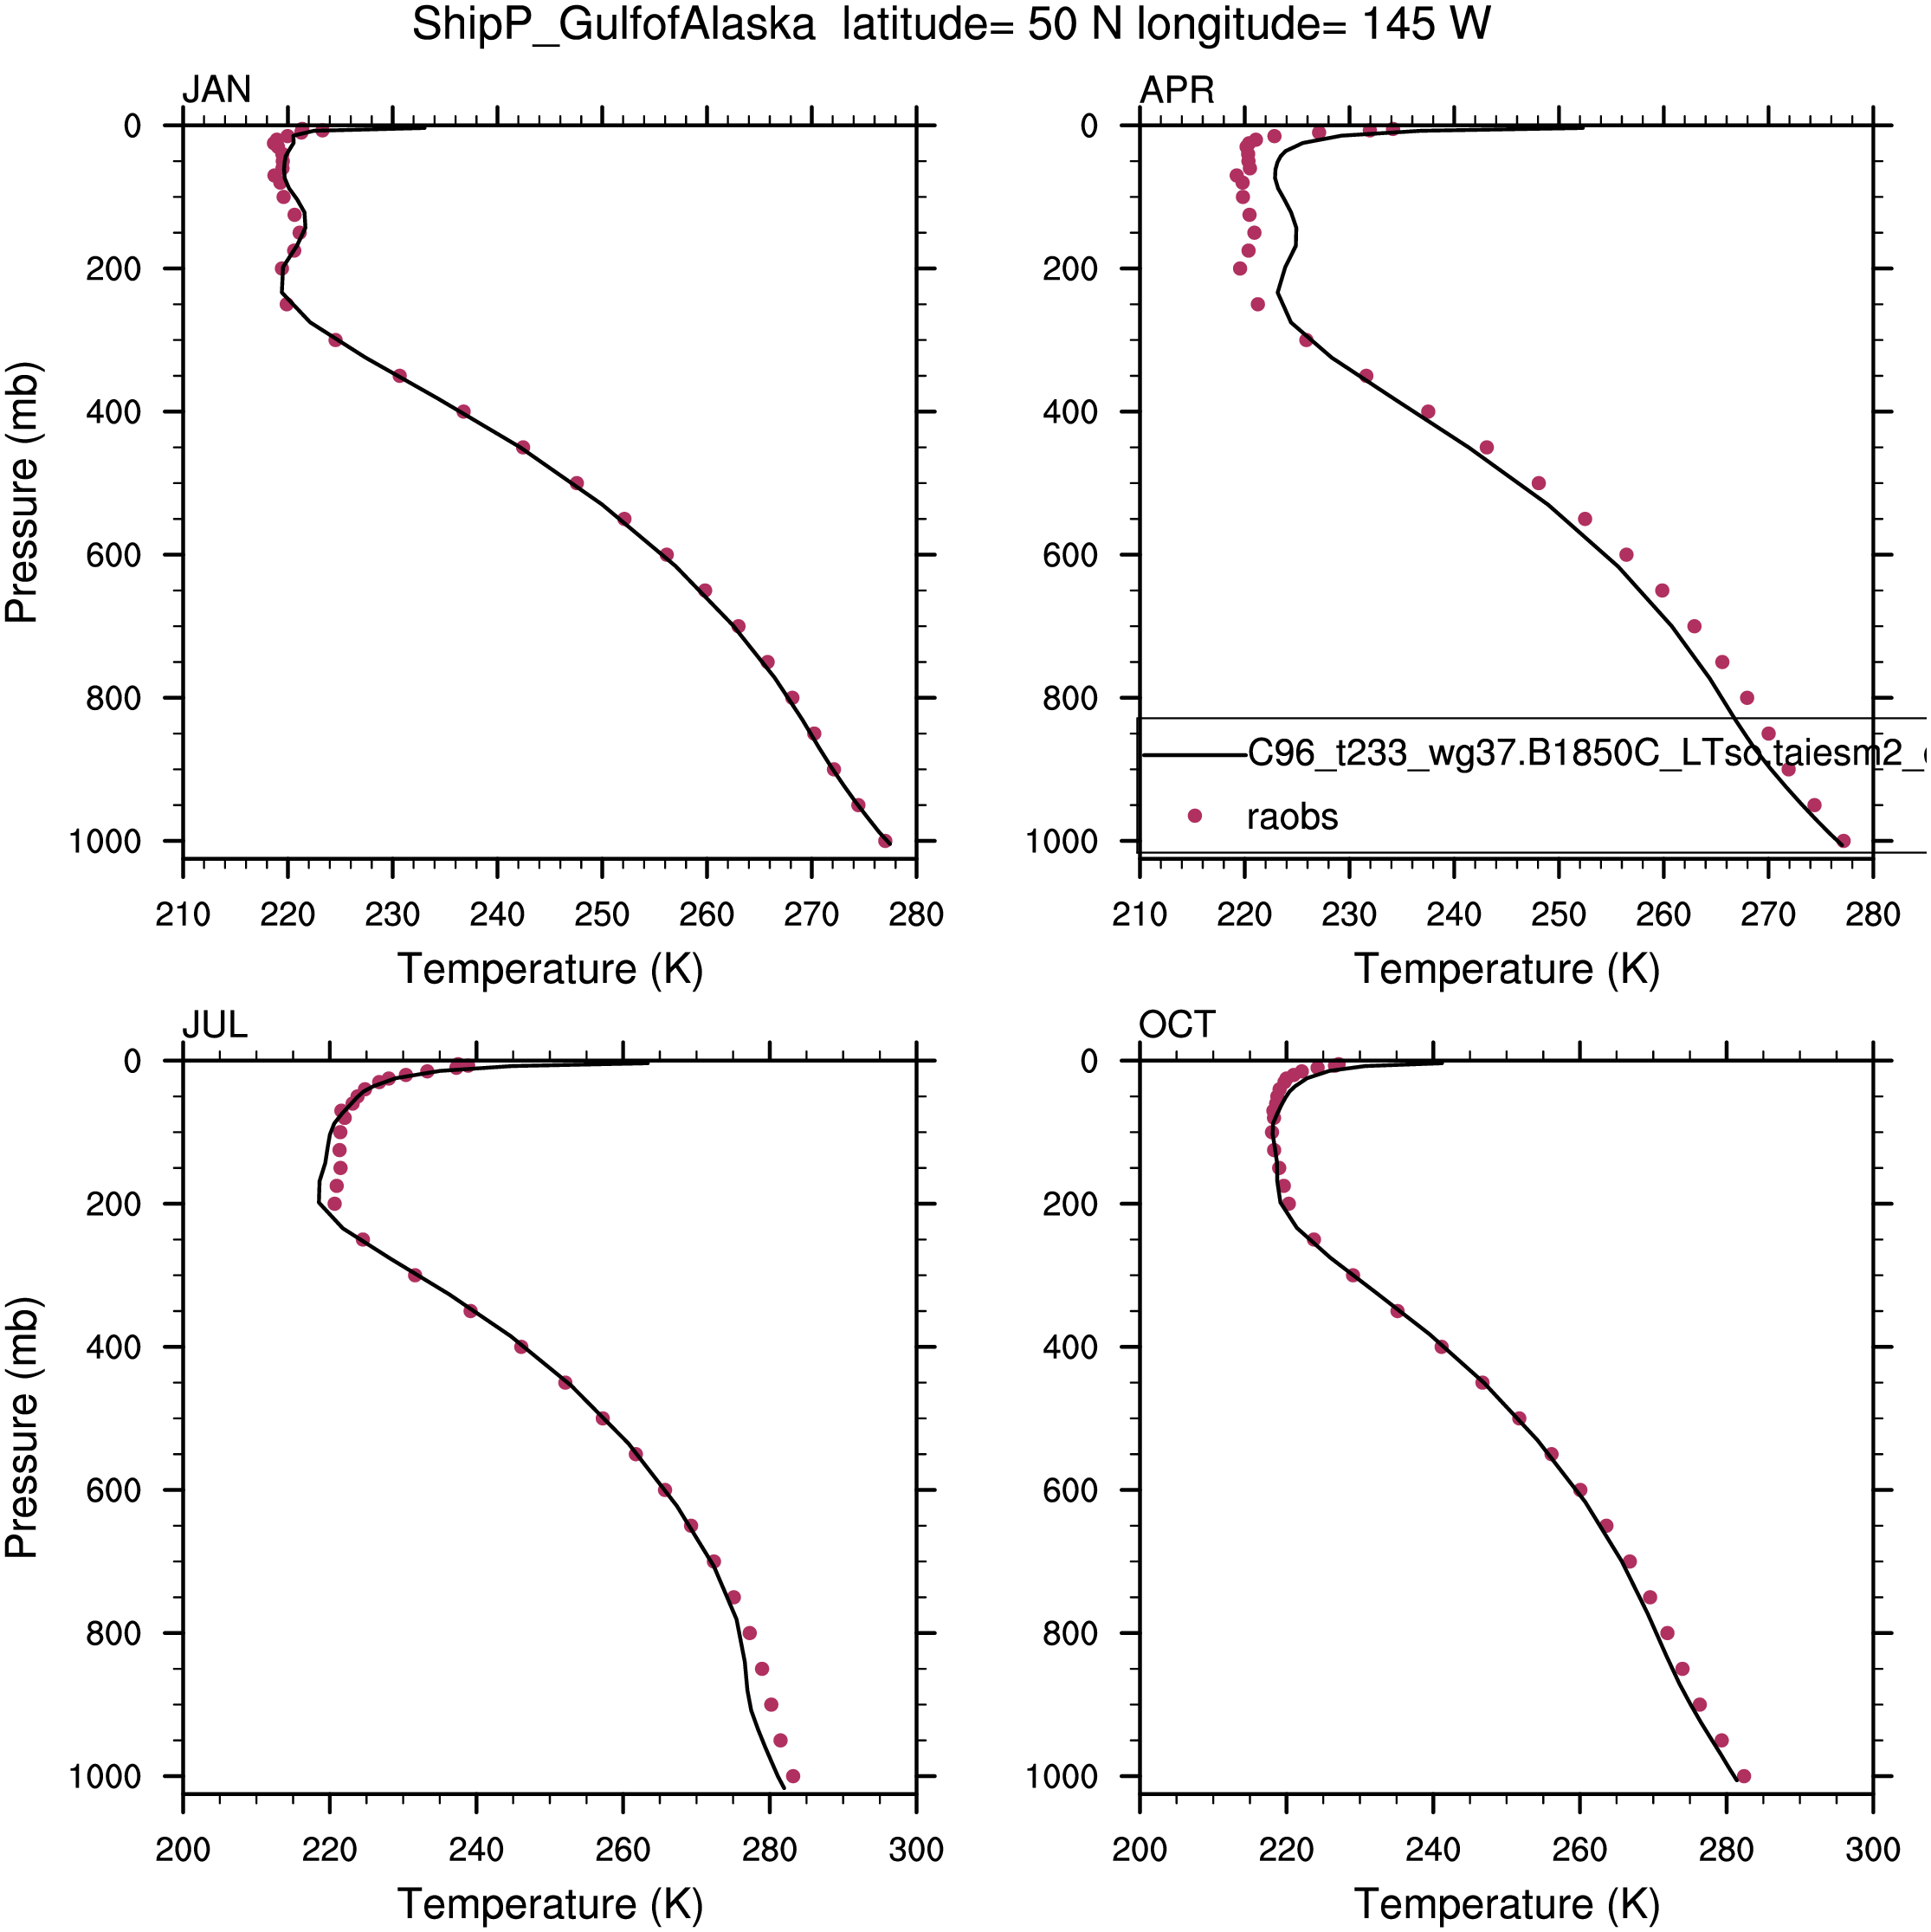 ShipP_GulfofAlaska latitude= 50 N longitude= 145 W
JAN
0
200
400
600
800
1000
Pressure (mb)
210 220 230 240 250 260 270 280
Temperature (K)
APR
0
200
400
600
800
1000
C96_t233_wg37.B1850C_LTso.taiesm2_
raobs
210 220 230 240 250 260 270 280
Temperature (K)
JUL
0
200
400
600
800
1000
Pressure (mb)
200 220 240 260 280 300
Temperature (K)
OCT
0
200
400
600
800
1000
200 220 240 260 280 300
Temperature (K)